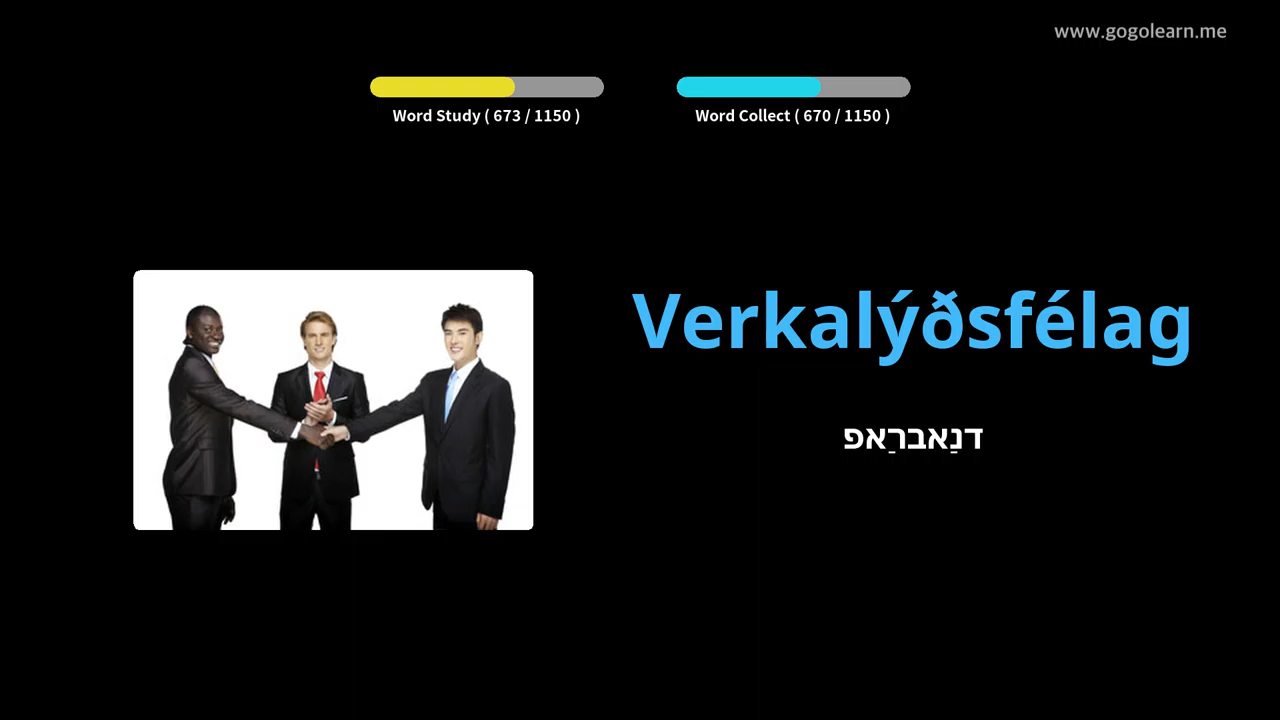 www.gogolearn.me
Word Study ( 673 / 1150 )
Word Collect ( 670 / 1150 )
Verkalýðsfélag
דנַאברַאפ